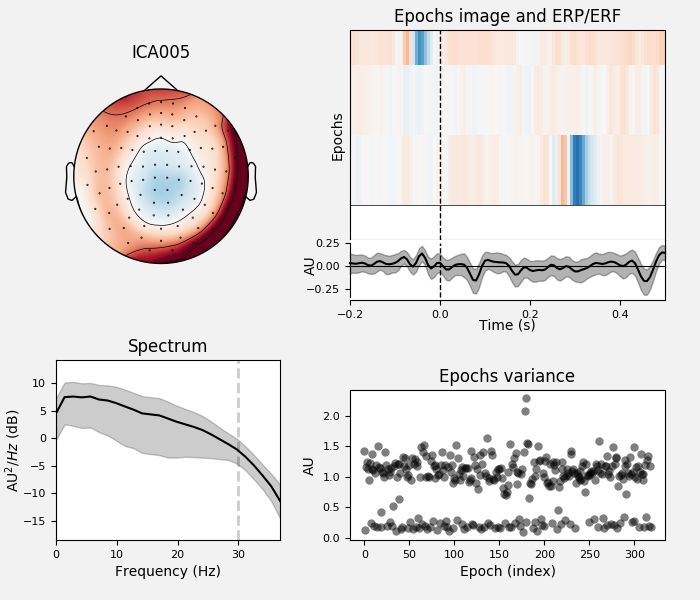 ICA005
Epochs image and ERP/ERF
Epochs
0.25
0.00
−0.25
AU
−0.2
0.0
0.2
0.4
Time (s)
Spectrum
10
5
0
−5
−10
−15
AU²/Hz (dB)
0
10
20
30
Frequency (Hz)
Epochs variance
2.0
1.5
1.0
0.5
0.0
AU
0
50
100
150
200
250
300
Epoch (index)